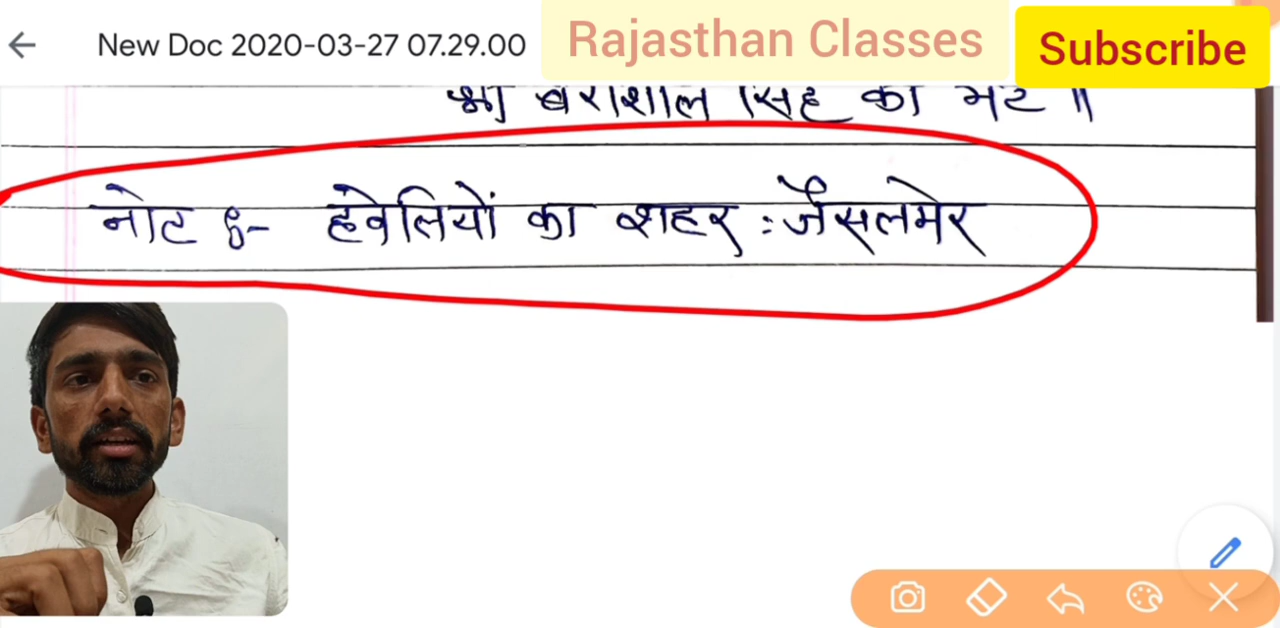 New Doc 2020-03-27 07.29.00
Rajasthan Classes
Subscribe
सिंह की भेंट ॥
नोट :- हवेलियों का शहर : जैसलमेर